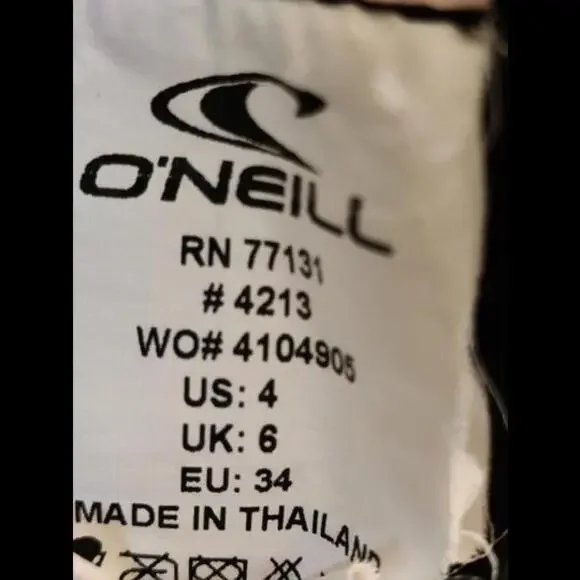 O'NEILL
RN 77131
# 4213
WO# 4104905
US: 4
UK: 6
EU: 34
MADE IN THAILAND